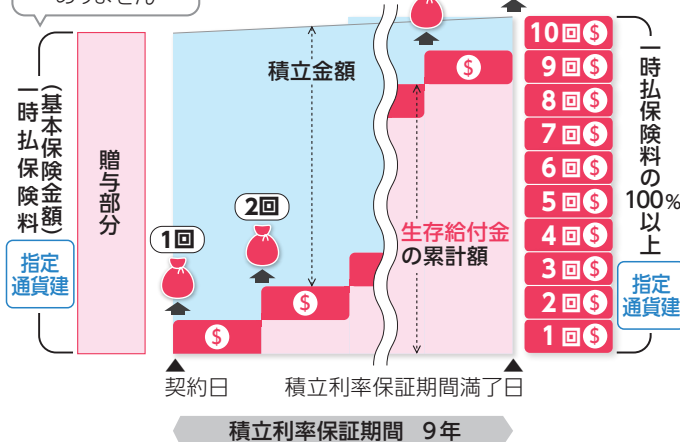 ありません
一時払保険料
(基本保険金額)
指定
通貨建
贈与部分
1回
2回
積立金額
$
$
$
生存給付金
の累計額
10回$
9回$
8回$
7回$
6回$
5回$
4回$
3回$
2回$
1回$
一時払保険料の100%以上
指定
通貨建
契約日
積立利率保証期間満了日
積立利率保証期間 9年